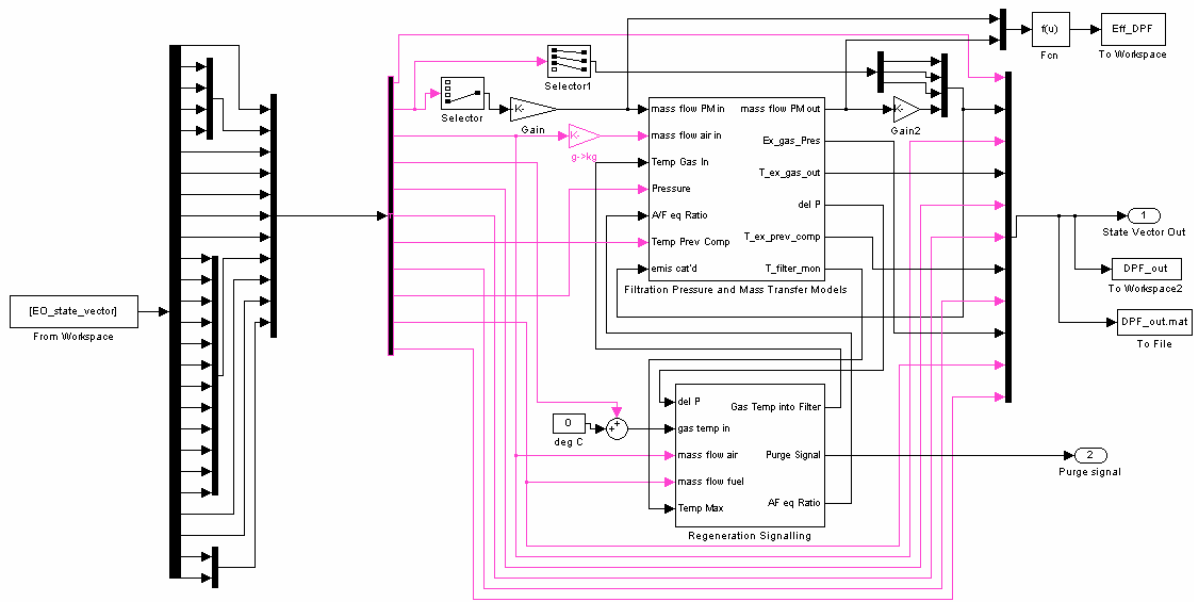 f(u)
Eff_DPF
Fcn
To Workspace
Selector1
Selector
K-
Gain
mass flow PM in
mass flow PM out
K-
Gain2
K-
g->kg
mass flow air in
Ex_gas_Pres
Temp Gas In
T_ex_gas_out
Pressure
del P
A/F eq Ratio
Temp Prev Comp
T_ex_prev_comp
emis cat'd
T_filter_mon
Filtration Pressure and Mass Transfer Models
1
State Vector Out
DPF_out
To Workspace2
DPF_out.mat
To File
[EO_state_vector]
From Workspace
0
deg C
del P
Gas Temp into Filter
gas temp in
mass flow air
Purge Signal
mass flow fuel
AF eq Ratio
Temp Max
Regeneration Signalling
2
Purge signal